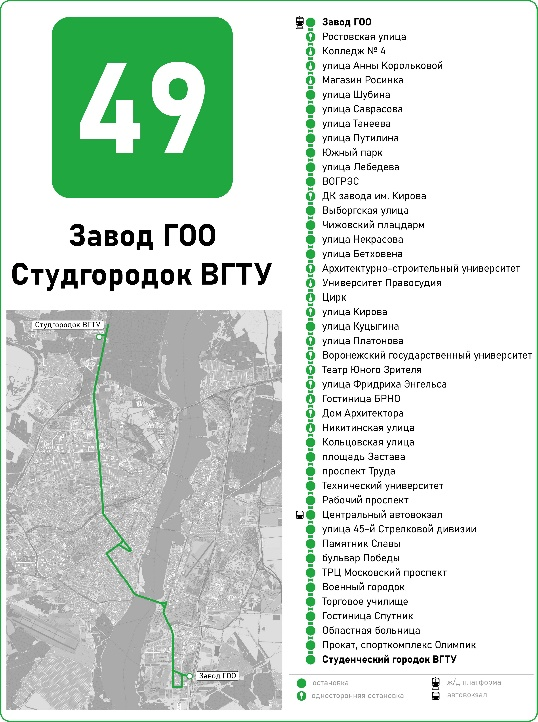 49
Завод ГОО
Студгородок ВГТУ
Студгородок ВГТУ
Завод ГОО
Завод ГОО
Ростовская улица
Колледж № 4
улица Анны Корольковой
Магазин Росинка
улица Шубина
улица Саврасова
улица Танеева
улица Путилина
Южный парк
улица Лебедева
ВОГРЭС
ДК завода им. Кирова
Выборгская улица
Чижовский плацдарм
улица Некрасова
улица Бетховена
Архитектурно-строительный университет
Университет Правосудия
Цирк
улица Кирова
улица Куцыгина
улица Платонова
Воронежский государственный университет
Театр Юного Зрителя
улица Фридриха Энгельса
Гостиница БРНО
Дом Архитектора
Никитинская улица
Кольцовская улица
площадь Застава
проспект Труда
Технический университет
Рабочий проспект
Центральный автовокзал
улица 45-й Стрелковой дивизии
Памятник Славы
бульвар Победы
ТРЦ Московский проспект
Военный городок
Торговое училище
Гостиница Спутник
Областная больница
Прокат, спорткомплекс Олимпик
Студенческий городок ВГТУ
остановка
односторонняя остановка
ж/д платформа
автовокзал